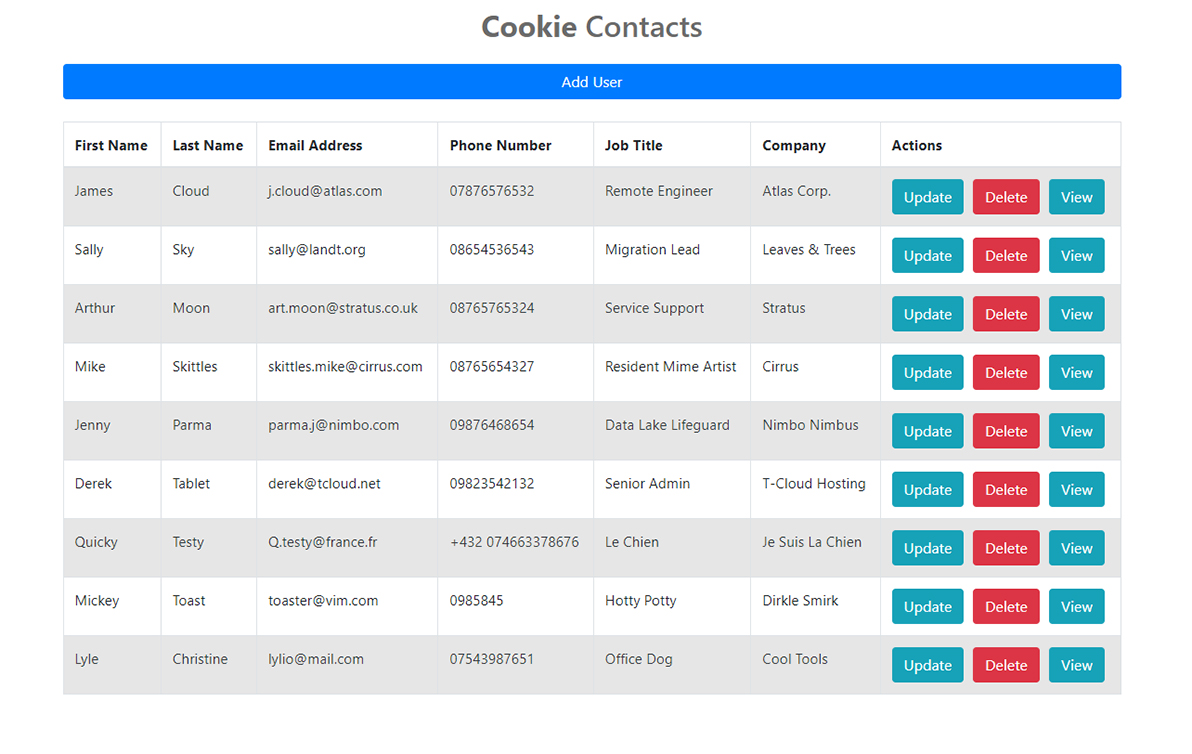 Cookie Contacts
Add User
First Name Last Name Email Address Phone Number Job Title Company Actions
James Cloud j.cloud@atlas.com 07876576532 Remote Engineer Atlas Corp. Update Delete View
Sally Sky sally@landt.org 08654536543 Migration Lead Leaves & Trees Update Delete View
Arthur Moon art.moon@stratus.co.uk 08765765324 Service Support Stratus Update Delete View
Mike Skittles skittles.mike@cirrus.com 08765654327 Resident Mime Artist Cirrus Update Delete View
Jenny Parma parma.j@nimbo.com 09876468654 Data Lake Lifeguard Nimbo Nimbus Update Delete View
Derek Tablet derek@tcloud.net 09823542132 Senior Admin T-Cloud Hosting Update Delete View
Quicky Testy Q.testy@france.fr +432 074663378676 Le Chien Je Suis La Chien Update Delete View
Mickey Toast toaster@vim.com 0985845 Hotty Potty Dirkle Smirk Update Delete View
Lyle Christine lylio@mail.com 07543987651 Office Dog Cool Tools Update Delete View